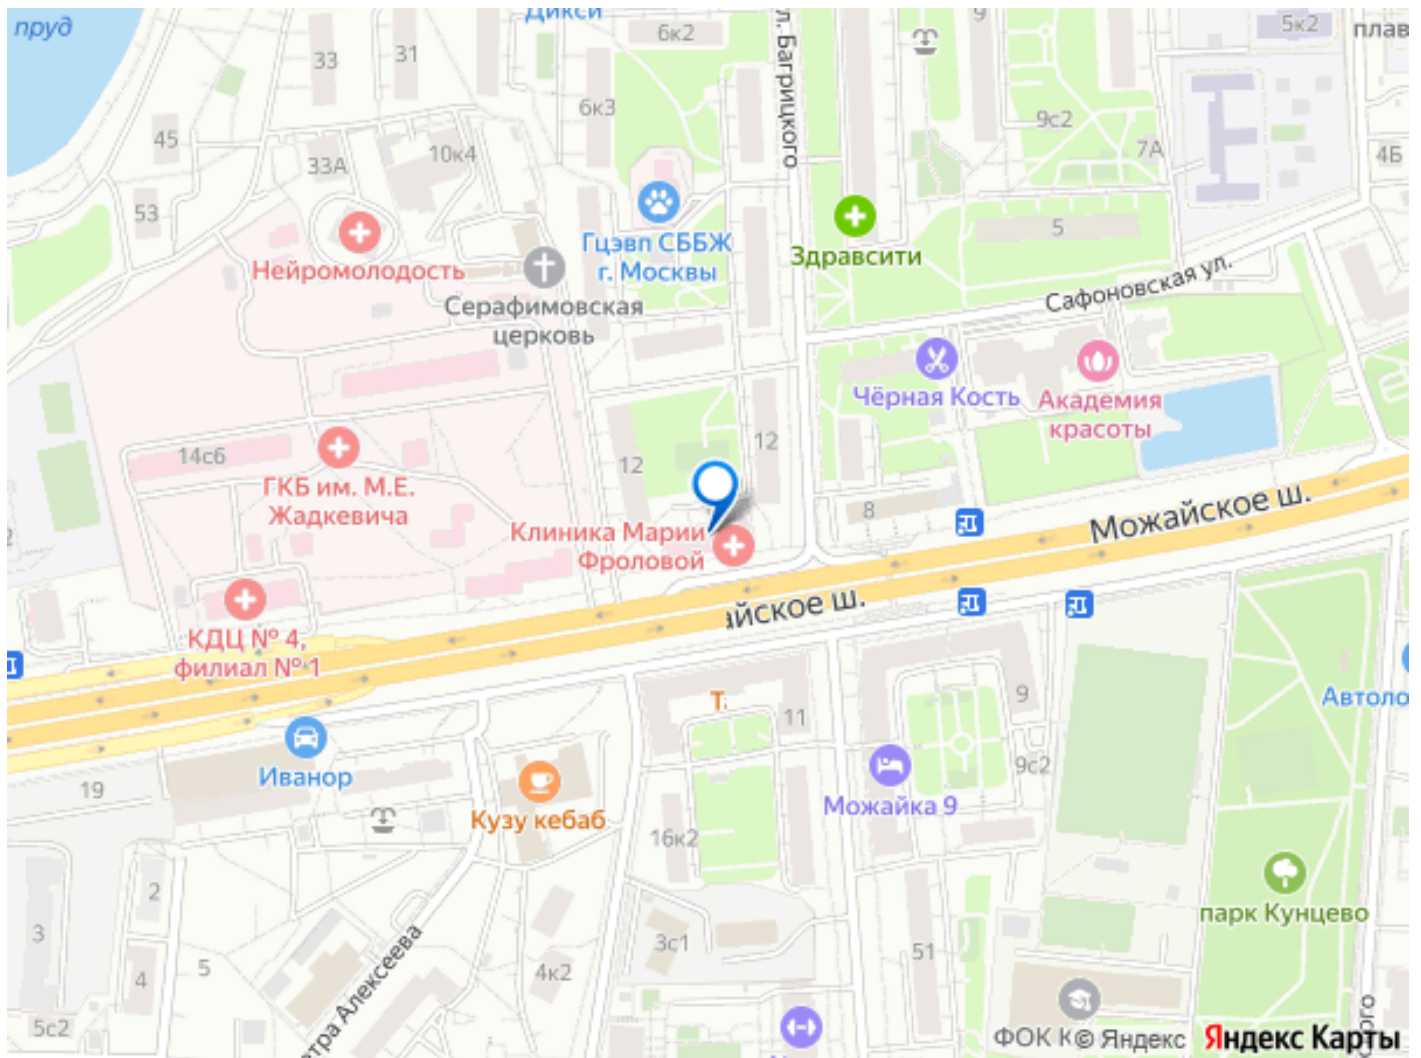 пруд
Дикси
6к2
ул. Багрицкого
9
5к2
плав
33
31
6к3
9с2
7А
4Б
45
33А
10к4
53
Гцэвп СББЖ
г. Москвы
Здравсити
5
Нейромолодость
Серафимовская
церковь
Сафоновская ул.
Чёрная Кость
Академия
красоты
14с6
12
12
ГКБ им. М.Е.
Жадкевича
8
Можайское ш.
Клиника Марии
Фроловой
айское ш.
КДЦ № 4,
филиал № 1
Т
11
9
Автоло
Иванор
9с2
19
Можайка 9
Кузу кебаб
16к2
2
парк Кунцево
3
3с1
51
5
4
4к2
тра Алексеева
5с2
ФОК К
© Яндекс
Яндекс Карты
ого